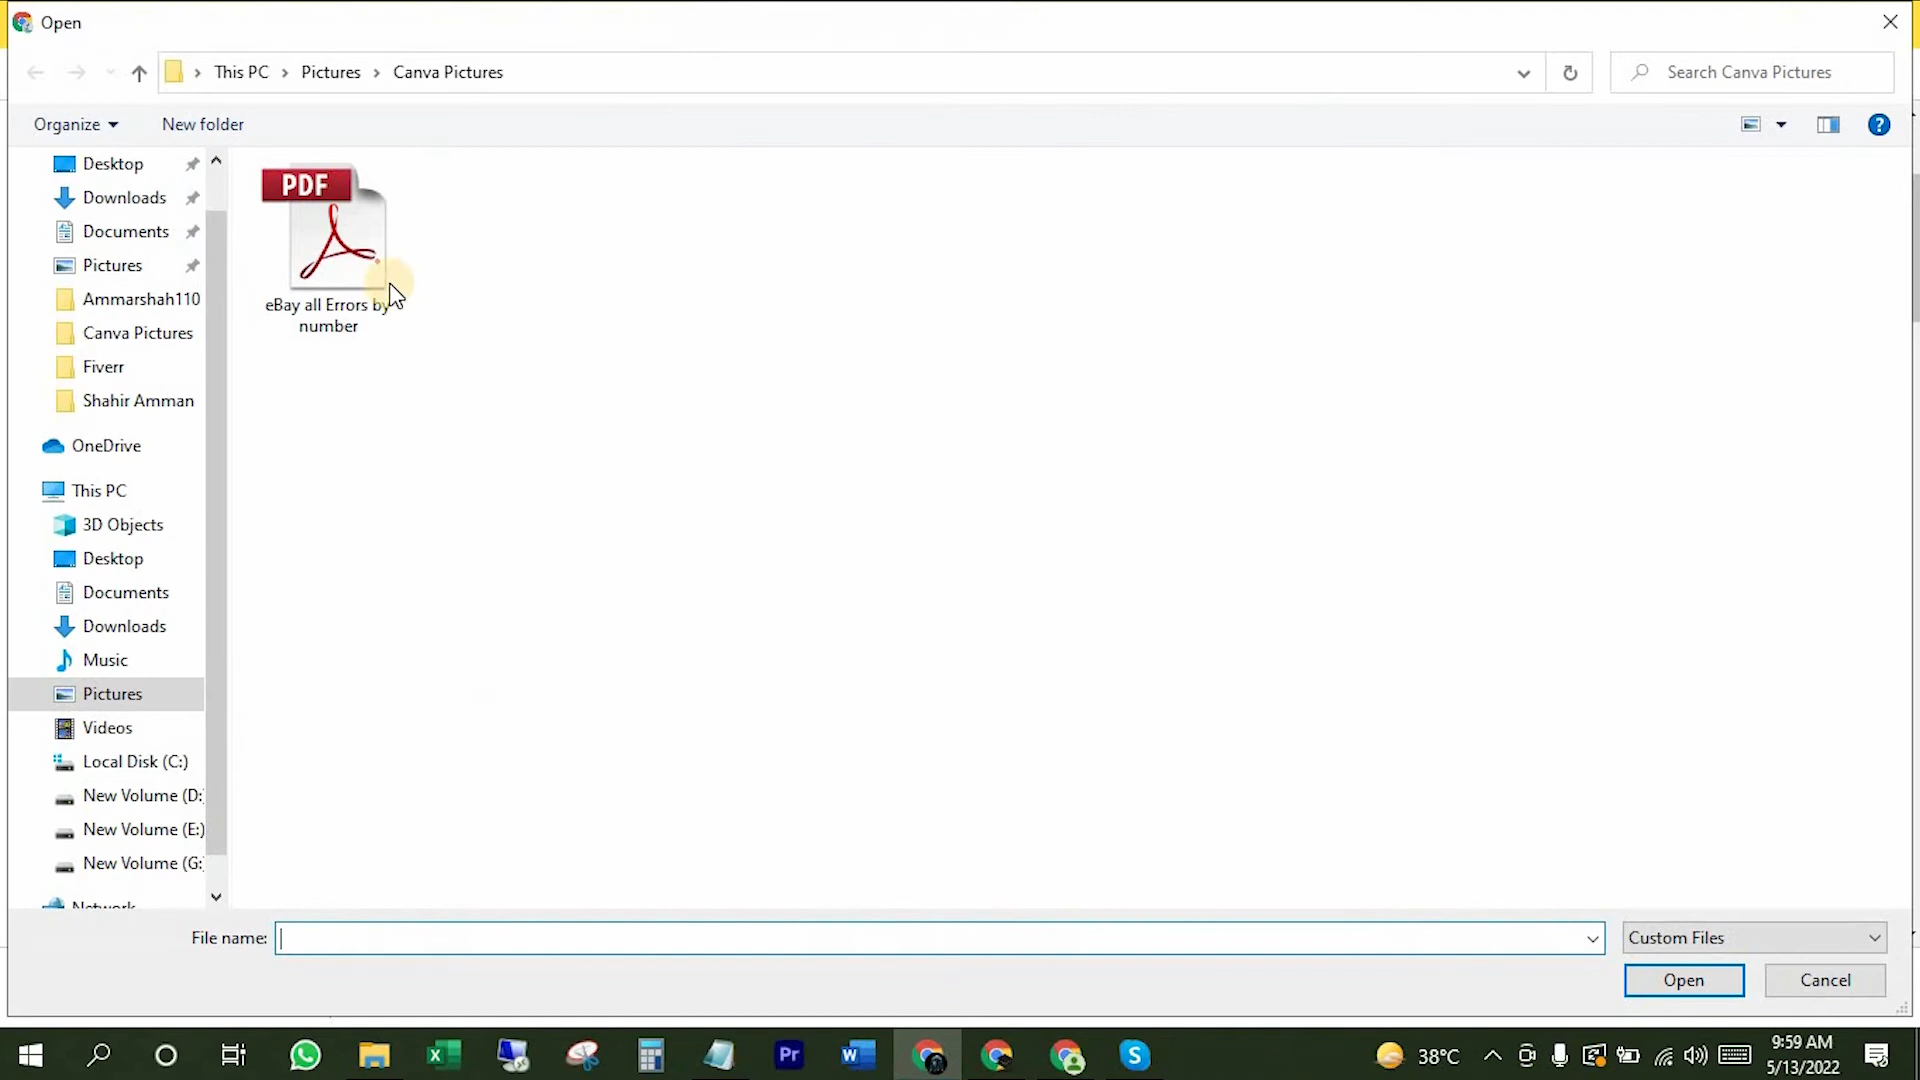 Open
This PC > Pictures > Canva Pictures
Search Canva Pictures
Organize
New folder
Desktop
Downloads
Documents
Pictures
Ammarshah110
Canva Pictures
Fiverr
Shahir Amman
OneDrive
This PC
3D Objects
Desktop
Documents
Downloads
Music
Pictures
Videos
Local Disk (C:)
New Volume (D:
New Volume (E:)
New Volume (G:
Network
PDF
eBay all Errors by
number
File name:
Custom Files
Open
Cancel
Pr
38°C
9:59 AM
5/13/2022